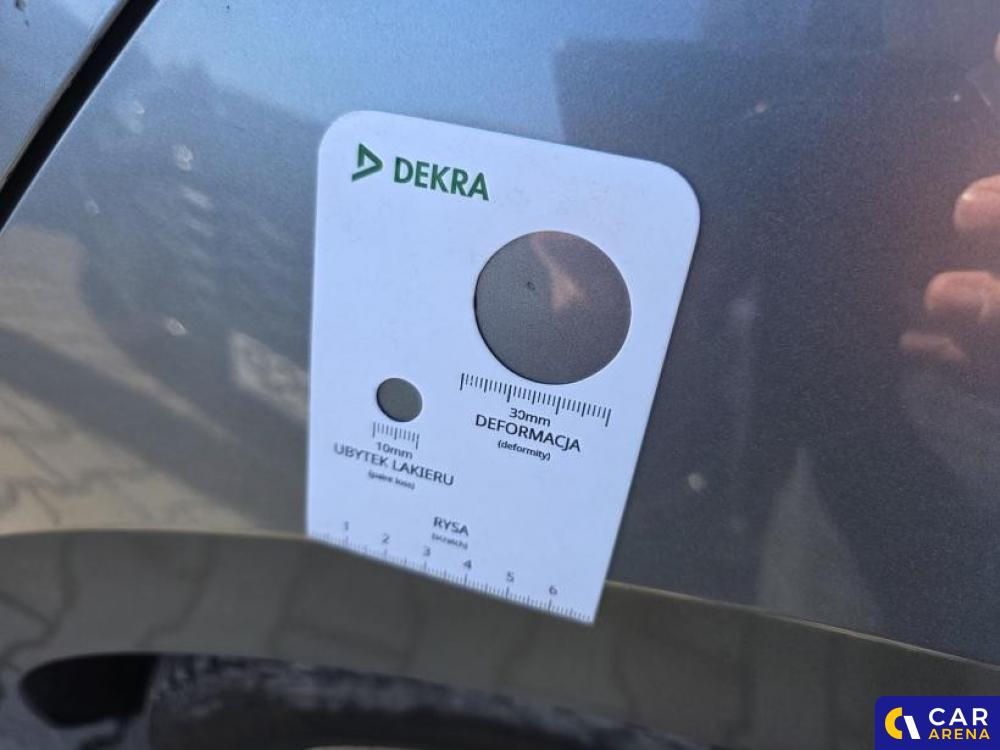 DEKRA
30mm
DEFORMACJA
(deformity)
10mm
UBYTEK LAKIERU
(paint loss)
RYSA
(scratch)
1 2 3 4 5 6
CAR
ARENA